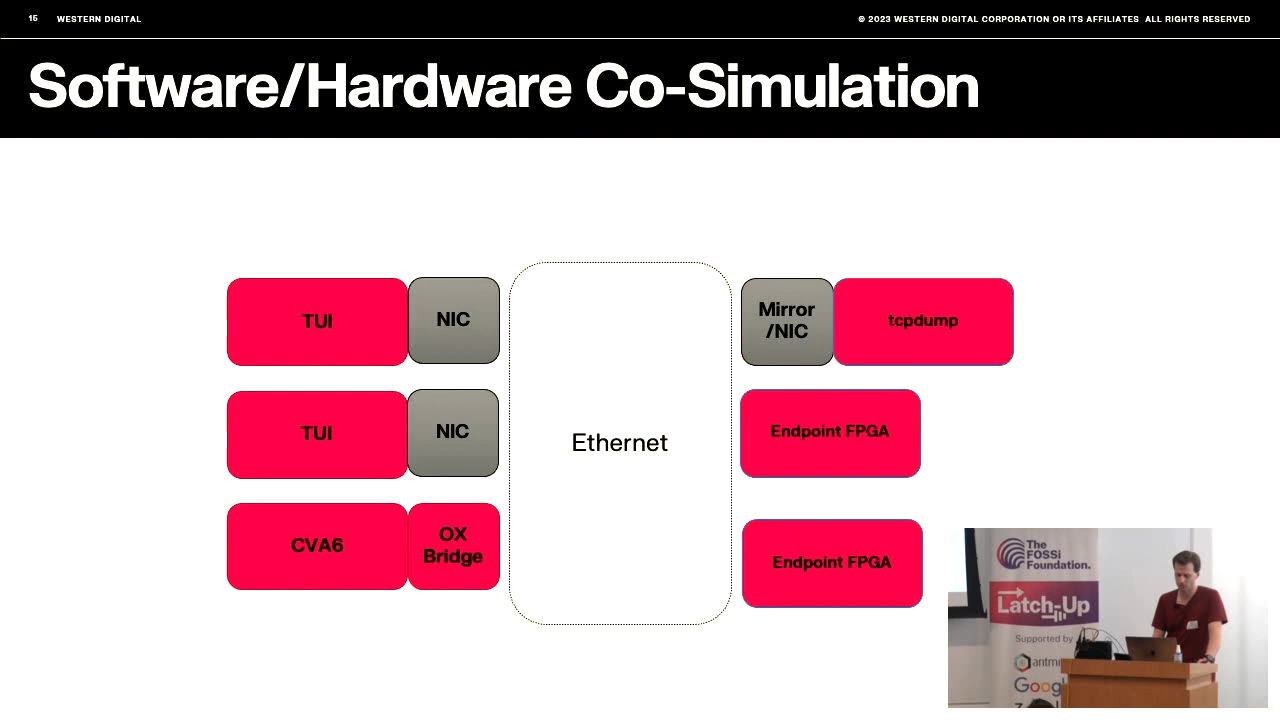 15 WESTERN DIGITAL
© 2023 WESTERN DIGITAL CORPORATION OR ITS AFFILIATES ALL RIGHTS RESERVED
Software/Hardware Co-Simulation
TUI
NIC
Mirror
/NIC
tcpdump
TUI
NIC
Ethernet
Endpoint FPGA
CVA6
OX
Bridge
Endpoint FPGA
The
FOSSi
Foundation.
Latch-Up
Supported by